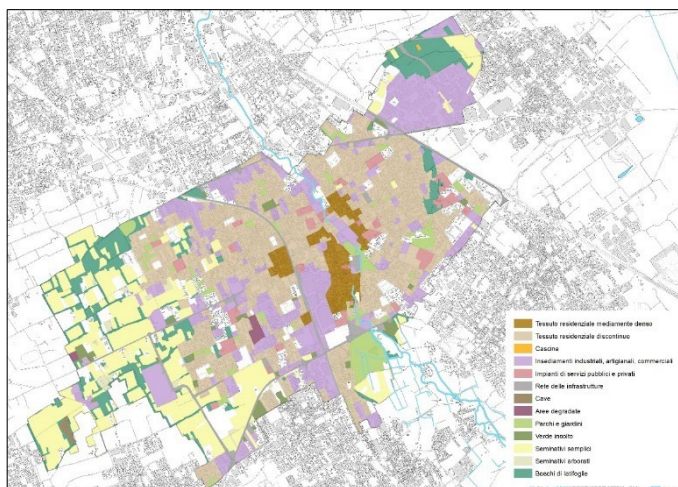 Tessuto residenziale mediamente denso
Tessuto residenziale discontinuo
Cascine
Insediamenti industriali, artigianali, commerciali
Impianti di servizi pubblici e privati
Rete delle infrastrutture
Cave
Aree degradate
Parchi e giardini
Verde incolto
Seminativi semplici
Seminativi arborati
Boschi di latifoglie